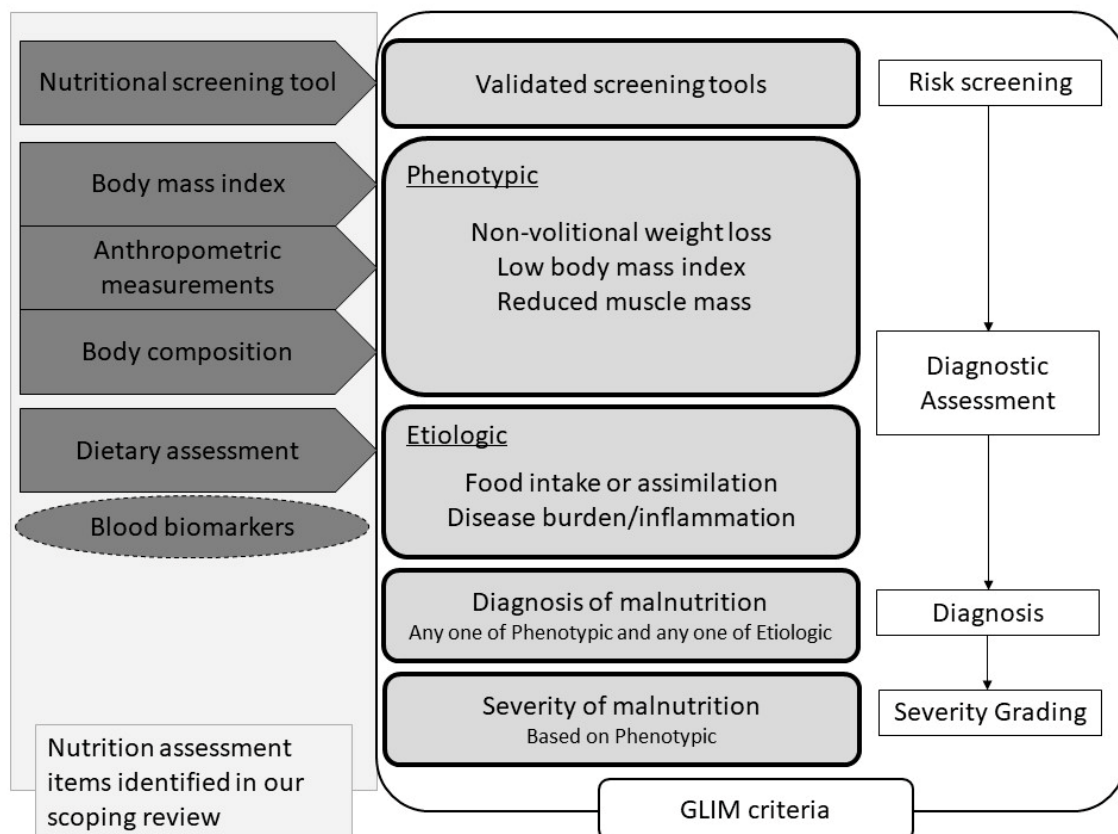 Nutritional screening tool
Body mass index
Anthropometric
measurements
Body composition
Dietary assessment
Blood biomarkers
Nutrition assessment
items identified in our
scoping review
Validated screening tools
Phenotypic
Non-volitional weight loss
Low body mass index
Reduced muscle mass
Etiologic
Food intake or assimilation
Disease burden/inflammation
Diagnosis of malnutrition
Any one of Phenotypic and any one of Etiologic
Severity of malnutrition
Based on Phenotypic
Risk screening
Diagnostic
Assessment
Diagnosis
Severity Grading
GLIM criteria